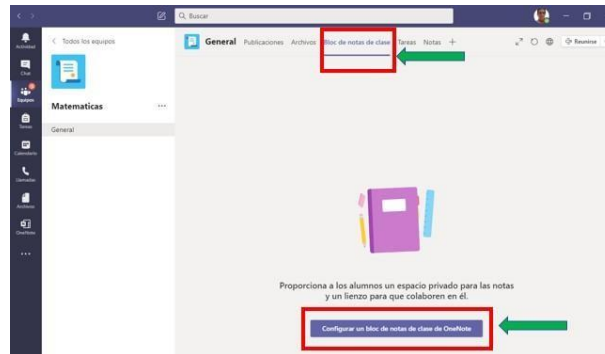 Buscar
Actividad
Chat
Equipos
Tareas
Calendario
Llamadas
Archivos
OneNote
Todos los equipos
Matematicas
General
General Publicaciones Archivos Bloc de notas de clase Tareas Notas
Reunirse
Proporciona a los alumnos un espacio privado para las notas
y un lienzo para que colaboren en él.
Configurar un bloc de notas de clase de OneNote